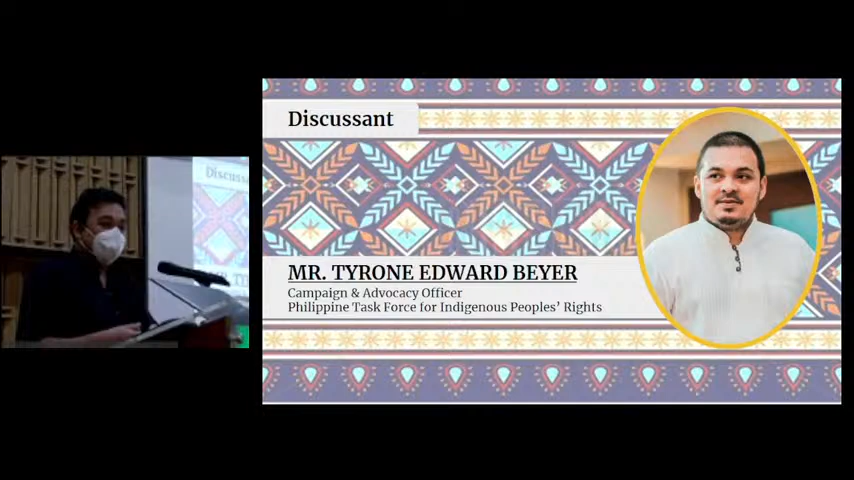 Discussant
MR. TYRONE EDWARD BEYER
Campaign & Advocacy Officer
Philippine Task Force for Indigenous Peoples' Rights